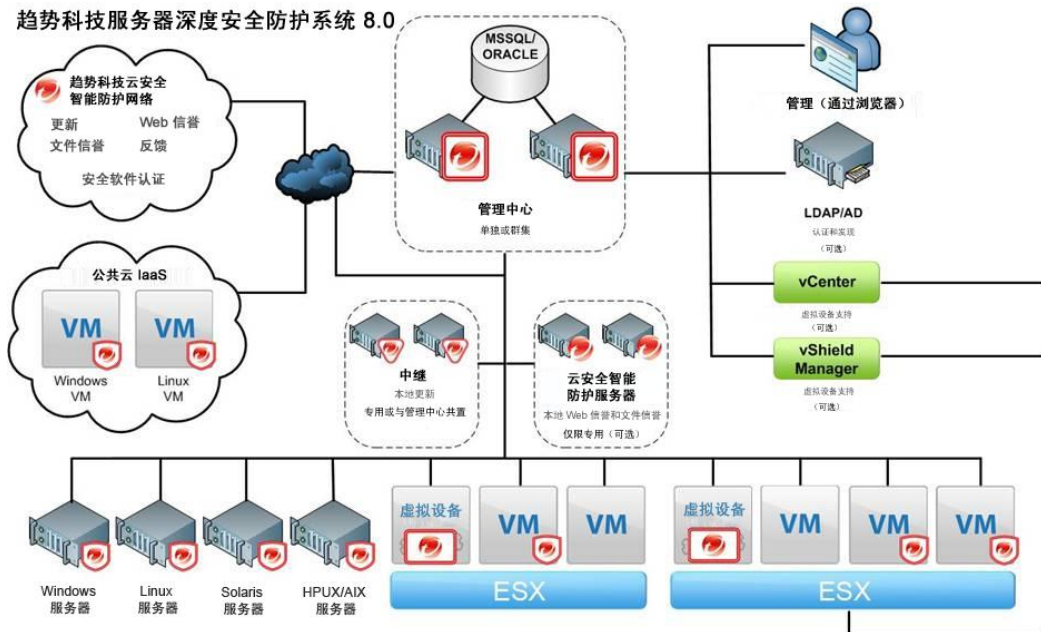 趋势科技服务器深度安全防护系统 8.0
MSSQL/
ORACLE
趋势科技云安全
智能防护网络
更新
Web 信誉
文件信誉
反馈
安全软件认证
管理中心
单独或群集
管理（通过浏览器）
LDAP/AD
认证和发现
（可选）
公共云 IaaS
VM
VM
Windows
VM
Linux
VM
vCenter
虚拟设备支持
（可选）
vShield
Manager
虚拟设备支持
（可选）
中继
本地更新
专用或与管理中心共置
云安全智能
防护服务器
本地 Web 信誉和文件信誉
仅限专用（可选）
Windows
服务器
Linux
服务器
Solaris
服务器
HPUX/AIX
服务器
虚拟设备
VM
VM
ESX
虚拟设备
VM
VM
VM
ESX